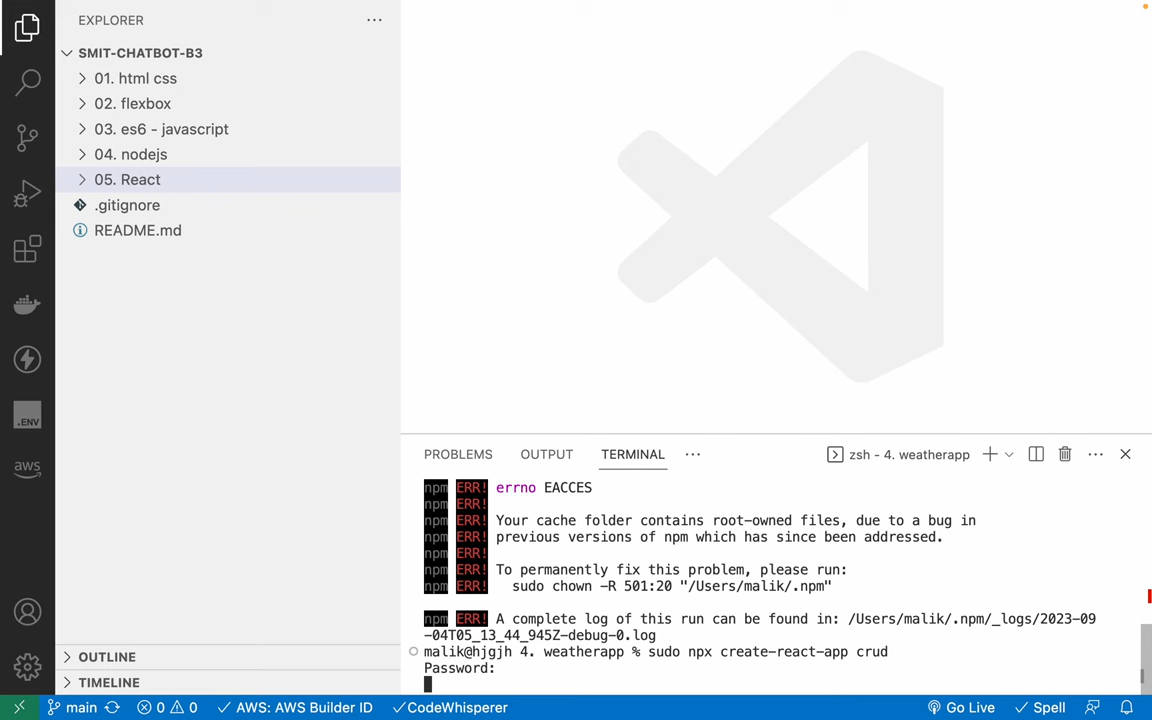 EXPLORER
SMIT-CHATBOT-B3
01. html css
02. flexbox
03. es6 - javascript
04. nodejs
05. React
.gitignore
README.md
.ENV
aws
OUTLINE
TIMELINE
PROBLEMS OUTPUT TERMINAL zsh - 4. weatherapp
npm ERR! errno EACCES
npm ERR!
npm ERR! Your cache folder contains root-owned files, due to a bug in
npm ERR! previous versions of npm which has since been addressed.
npm ERR!
npm ERR! To permanently fix this problem, please run:
npm ERR!   sudo chown -R 501:20 "/Users/malik/.npm"
npm ERR! A complete log of this run can be found in: /Users/malik/.npm/_logs/2023-09
-04T05_13_44_945Z-debug-0.log
malik@hjgjh 4. weatherapp % sudo npx create-react-app crud
Password:
main 0 0 AWS: AWS Builder ID CodeWhisperer Go Live Spell